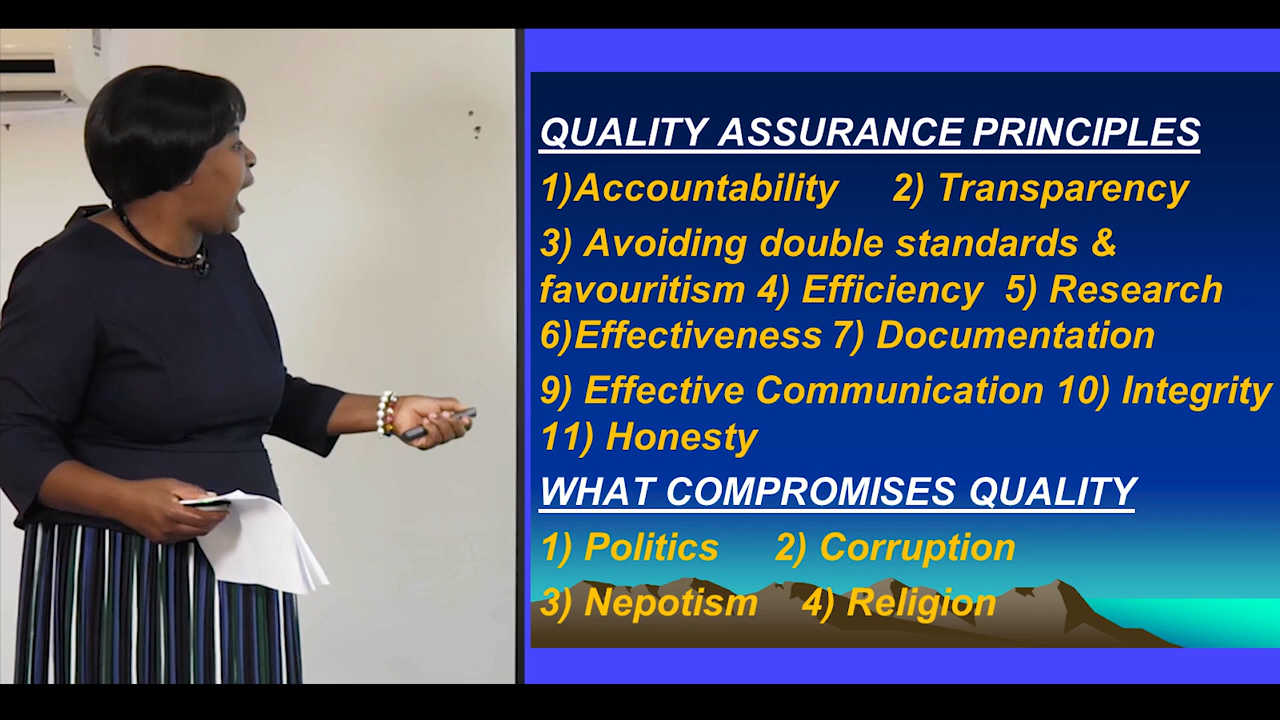 QUALITY ASSURANCE PRINCIPLES
1)Accountability 2) Transparency
3) Avoiding double standards &
favouritism 4) Efficiency 5) Research
6)Effectiveness 7) Documentation
9) Effective Communication 10) Integrity
11) Honesty
WHAT COMPROMISES QUALITY
1) Politics 2) Corruption
3) Nepotism 4) Religion